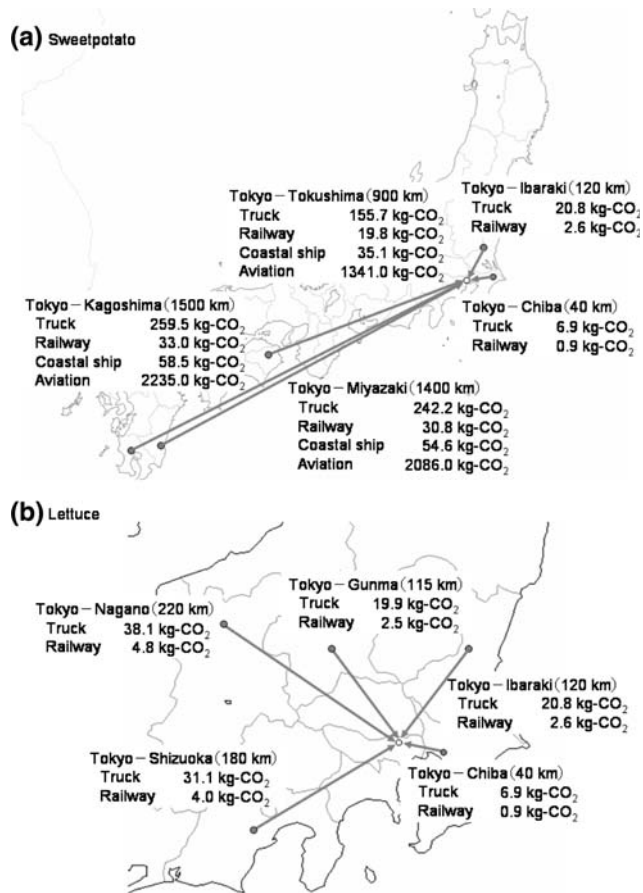 (a) Sweetpotato
Tokyo－Tokushima(900 km)
Truck 155.7 kg-CO₂
Railway 19.8 kg-CO₂
Coastal ship 35.1 kg-CO₂
Aviation 1341.0 kg-CO₂
Tokyo－Ibaraki(120 km)
Truck 20.8 kg-CO₂
Railway 2.6 kg-CO₂
Tokyo－Kagoshima(1500 km)
Truck 259.5 kg-CO₂
Railway 33.0 kg-CO₂
Coastal ship 58.5 kg-CO₂
Aviation 2235.0 kg-CO₂
Tokyo－Chiba(40 km)
Truck 6.9 kg-CO₂
Railway 0.9 kg-CO₂
Tokyo－Miyazaki(1400 km)
Truck 242.2 kg-CO₂
Railway 30.8 kg-CO₂
Coastal ship 54.6 kg-CO₂
Aviation 2086.0 kg-CO₂
(b) Lettuce
Tokyo－Gunma(115 km)
Truck 19.9 kg-CO₂
Railway 2.5 kg-CO₂
Tokyo－Nagano(220 km)
Truck 38.1 kg-CO₂
Railway 4.8 kg-CO₂
Tokyo－Ibaraki(120 km)
Truck 20.8 kg-CO₂
Railway 2.6 kg-CO₂
Tokyo－Shizuoka(180 km)
Truck 31.1 kg-CO₂
Railway 4.0 kg-CO₂
Tokyo－Chiba(40 km)
Truck 6.9 kg-CO₂
Railway 0.9 kg-CO₂